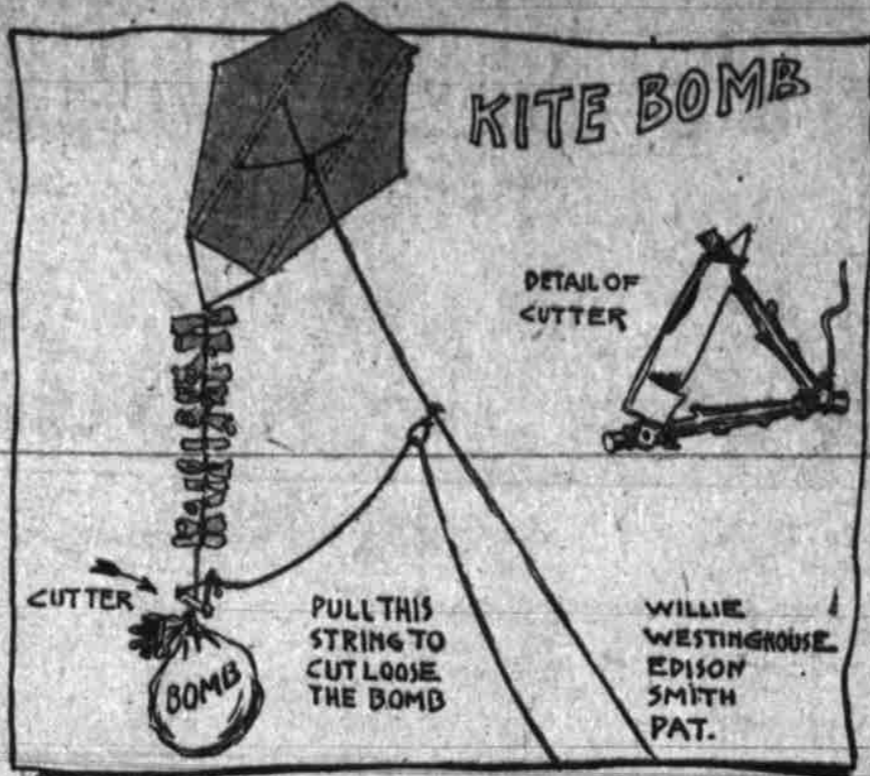 KITE BOMB
DETAIL OF
CUTTER
CUTTER
BOMB
PULL THIS
STRING TO
CUT LOOSE
THE BOMB
WILLIE
WESTINGHOUSE
EDISON
SMITH
PAT.